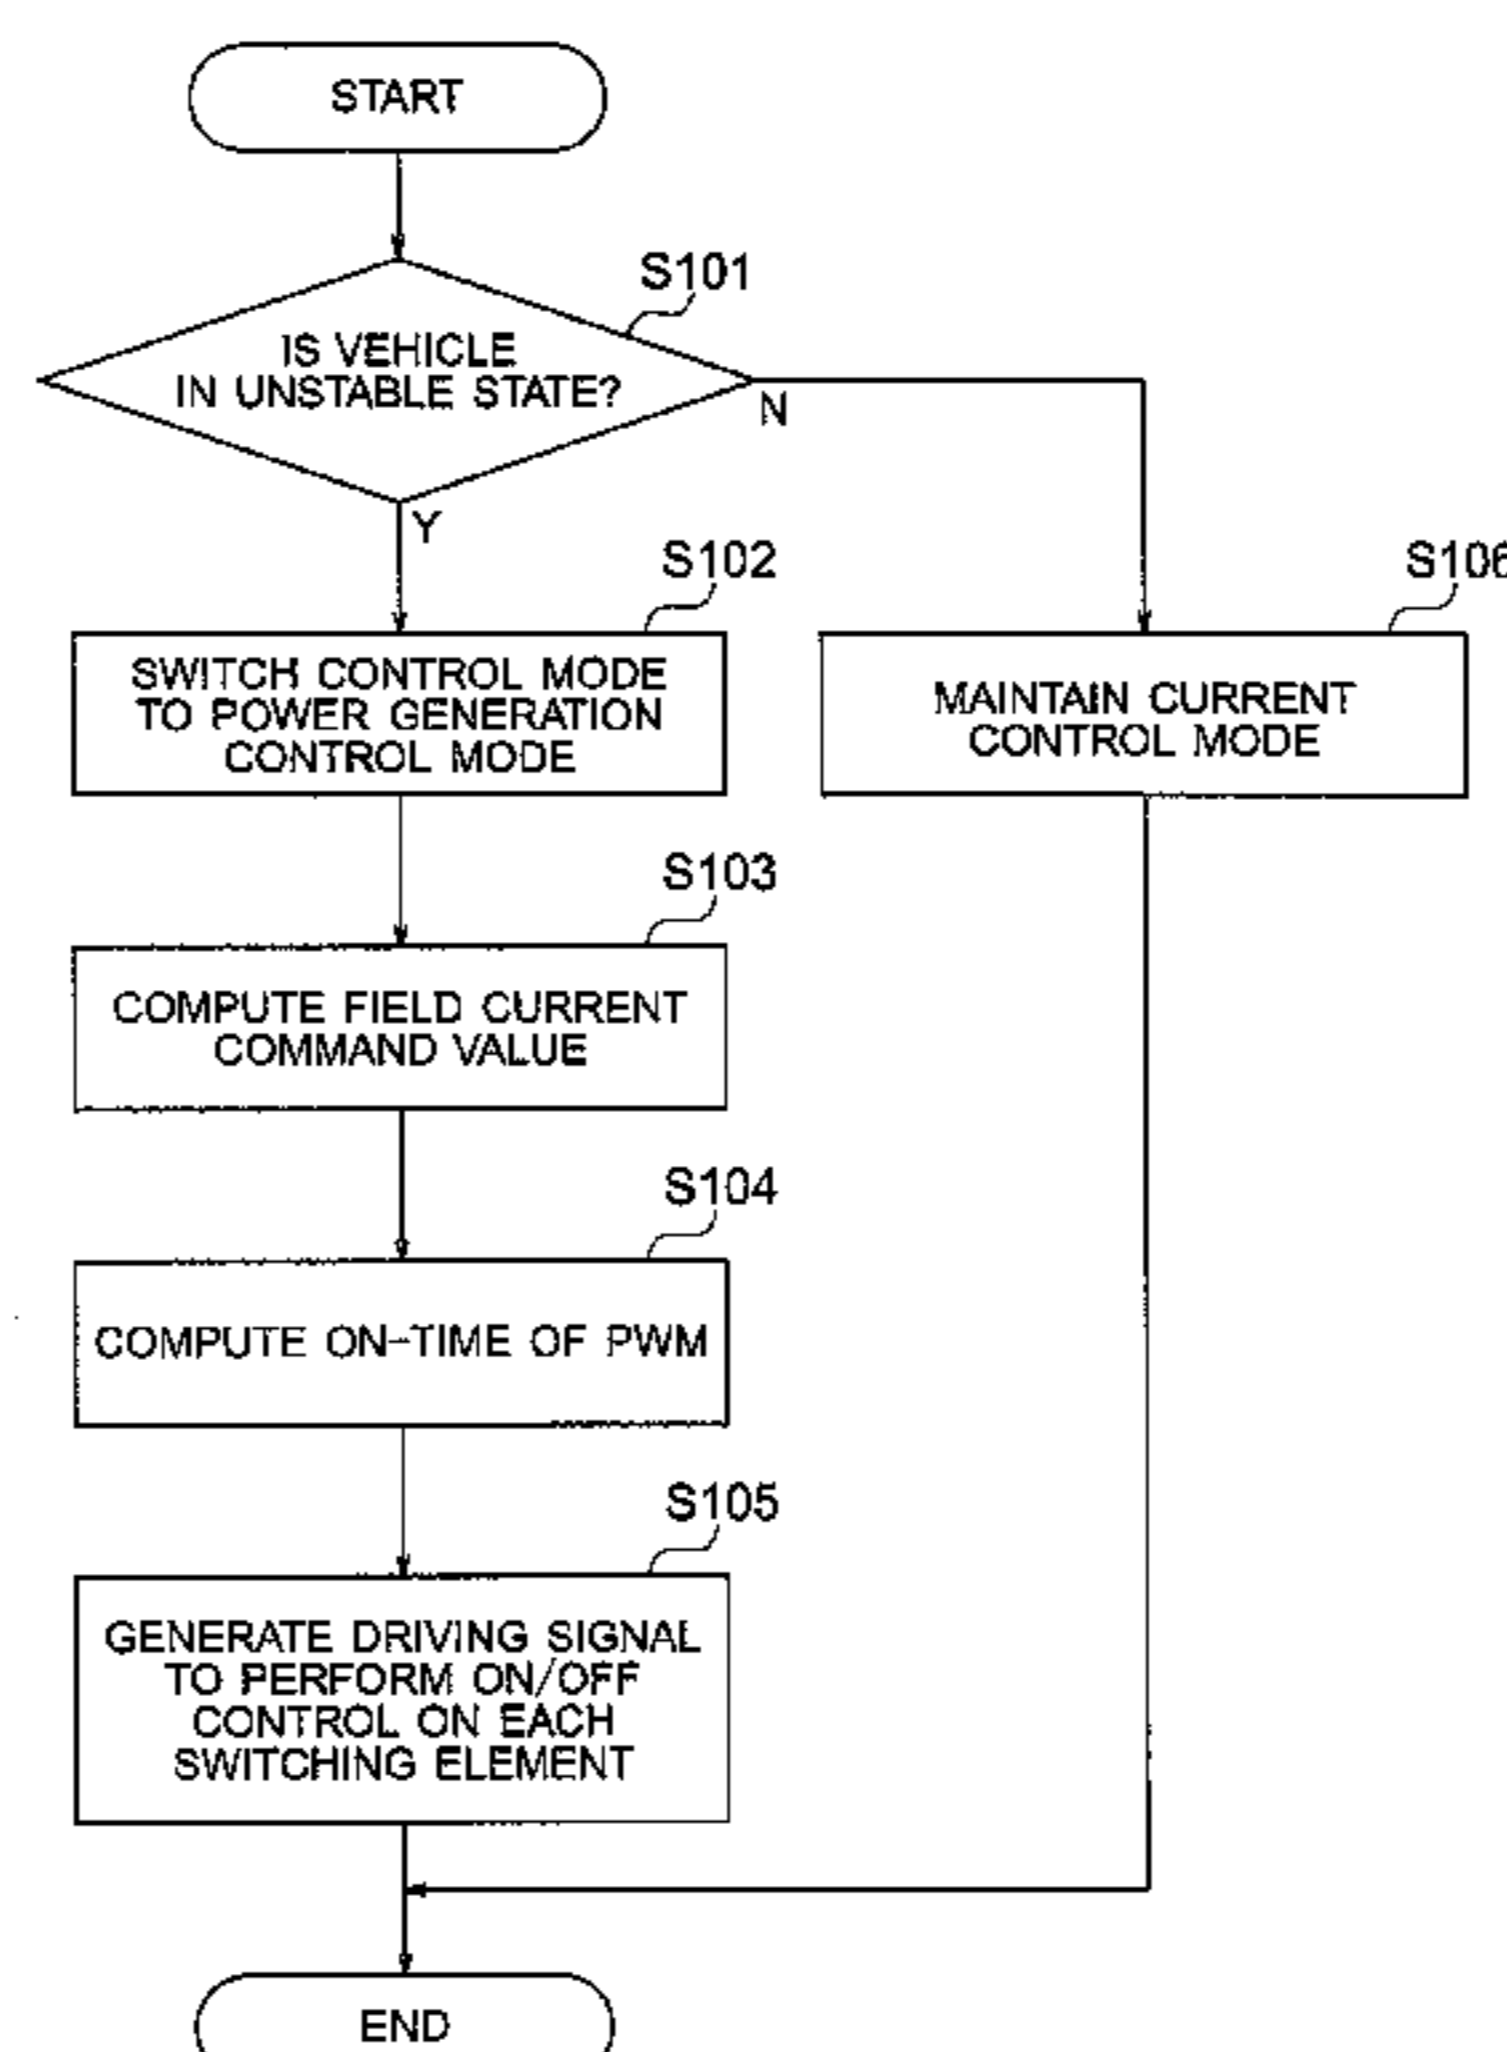 START
S101
IS VEHICLE
IN UNSTABLE STATE?
N
Y
S102
SWITCH CONTROL MODE
TO POWER GENERATION
CONTROL MODE
S106
MAINTAIN CURRENT
CONTROL MODE
S103
COMPUTE FIELD CURRENT
COMMAND VALUE
S104
COMPUTE ON-TIME OF PWM
S105
GENERATE DRIVING SIGNAL
TO PERFORM ON/OFF
CONTROL ON EACH
SWITCHING ELEMENT
END